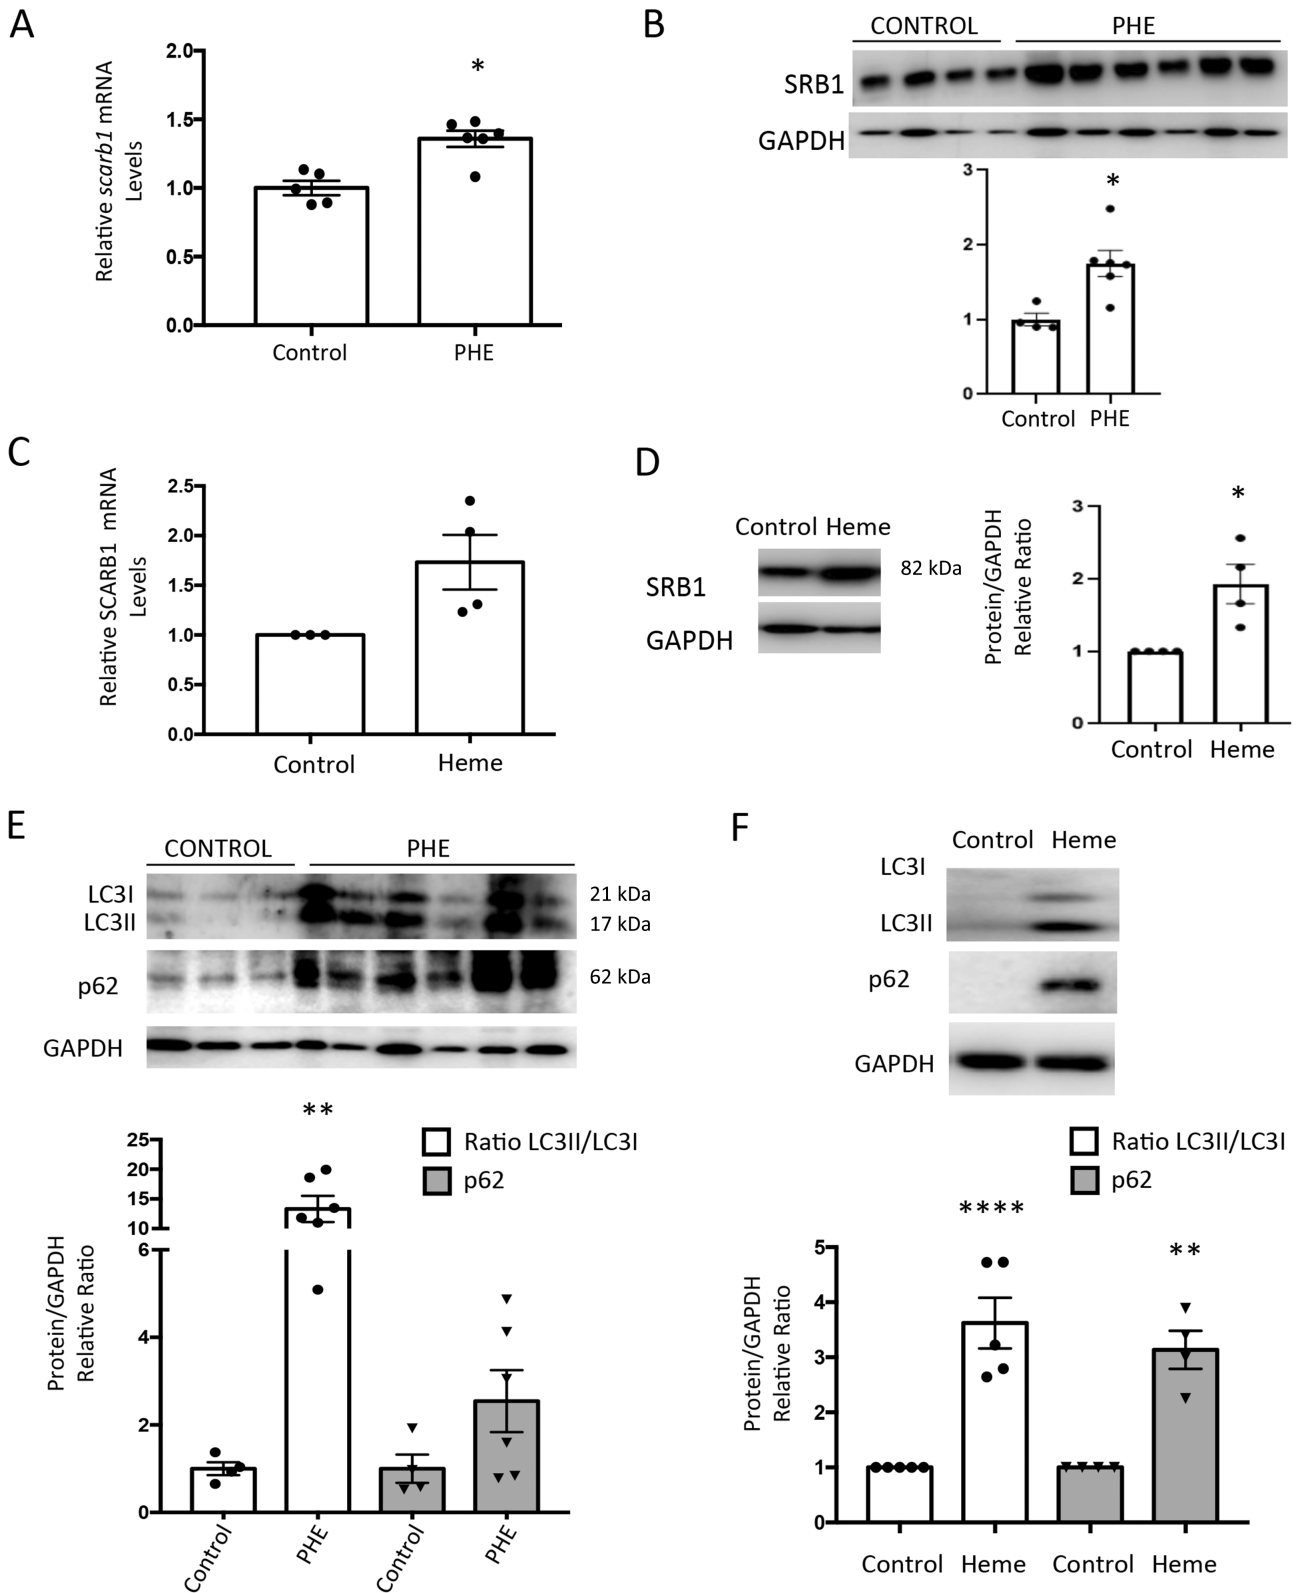 A
Relative scarb1 mRNA
Levels
2.0
1.5
1.0
0.5
0.0
*
Control
PHE
B
CONTROL
PHE
SRB1
GAPDH
3
2
1
0
*
Control
PHE
C
Relative SCARB1 mRNA
Levels
2.5
2.0
1.5
1.0
0.5
0.0
Control
Heme
D
Control Heme
SRB1
82 kDa
GAPDH
Protein/GAPDH
Relative Ratio
3
2
1
0
*
Control
Heme
E
CONTROL
PHE
LC3I
21 kDa
LC3II
17 kDa
p62
62 kDa
GAPDH
**
Ratio LC3II/LC3I
p62
Protein/GAPDH
Relative Ratio
25
20
15
10
6
4
2
0
Control
PHE
Control
PHE
F
Control Heme
LC3I
LC3II
p62
GAPDH
Ratio LC3II/LC3I
p62
****
**
Protein/GAPDH
Relative Ratio
5
4
3
2
1
0
Control
Heme
Control
Heme